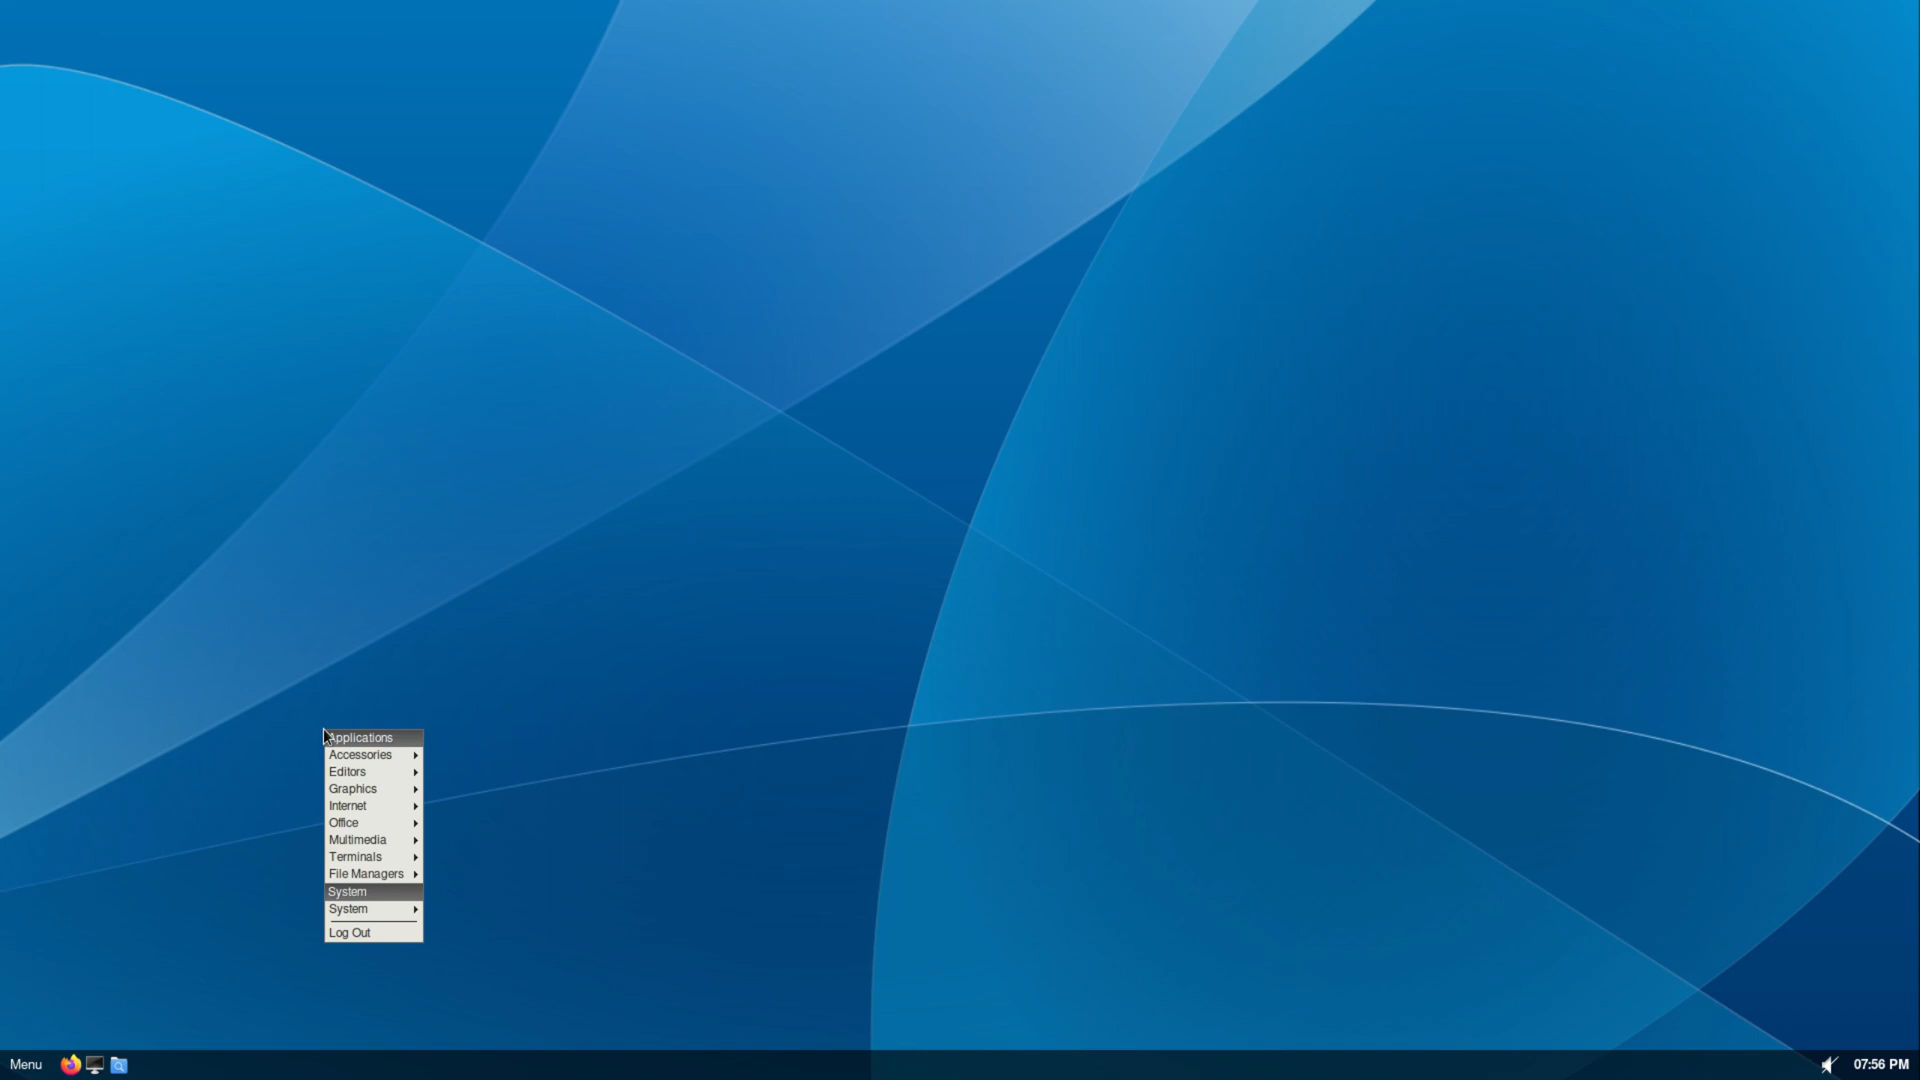 Applications
Accessories
Editors
Graphics
Internet
Office
Multimedia
Terminals
File Managers
System
System
Log Out
Menu
07:56 PM